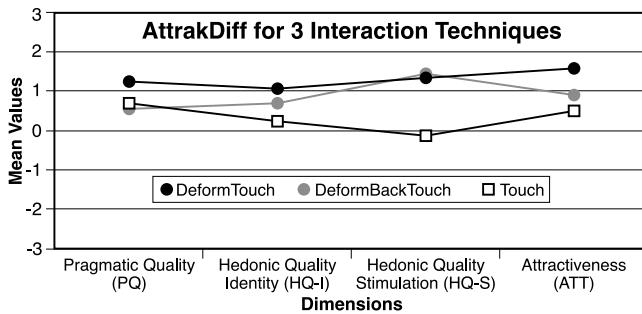 AttrakDiff for 3 Interaction Techniques
3
2
1
0
-1
-2
-3
Mean Values
DeformTouch DeformBackTouch Touch
Pragmatic Quality Hedonic Quality Hedonic Quality Attractiveness
(PQ) Identity (HQ-I) Stimulation (HQ-S) (ATT)
Dimensions